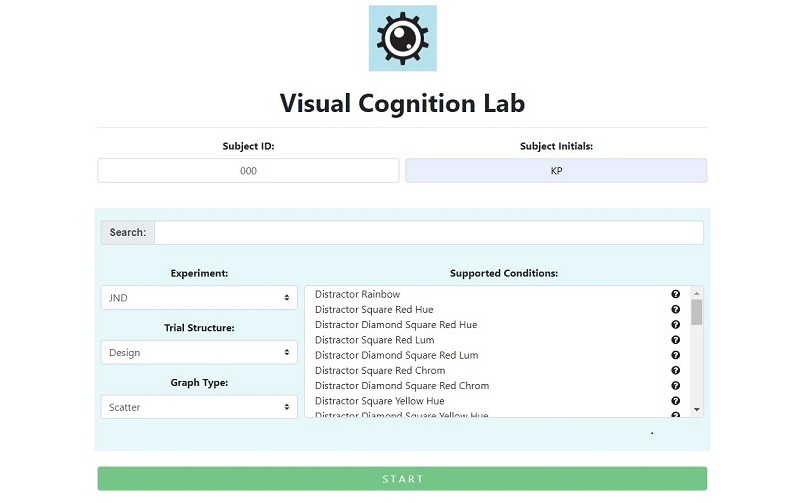 Visual Cognition Lab
Subject ID:
Subject Initials:
000
KP
Search:
Experiment:
JND
Trial Structure:
Design
Graph Type:
Scatter
Supported Conditions:
Distractor Rainbow
Distractor Square Red Hue
Distractor Diamond Square Red Hue
Distractor Square Red Lum
Distractor Diamond Square Red Lum
Distractor Square Red Chrom
Distractor Diamond Square Red Chrom
Distractor Square Yellow Hue
Distractor Diamond Square Yellow Hue
START